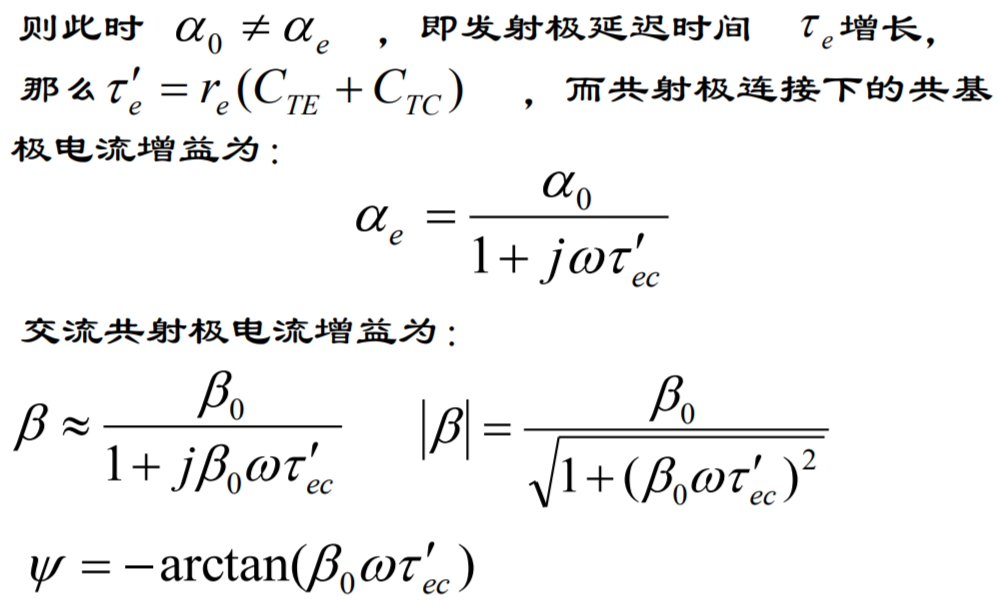 则此时 α₀ ≠ αₑ ，即发射极延迟时间 τₑ增长，
那么τ′ₑ = rₑ(C_TE + C_TC) ，而共射极连接下的共基
极电流增益为：
αₑ = α₀ / (1 + jωτ′_ec)
交流共射极电流增益为：
β ≈ β₀ / (1 + jβ₀ωτ′_ec) |β| = β₀ / √(1 + (β₀ωτ′_ec)²)
ψ = −arctan(β₀ωτ′_ec)